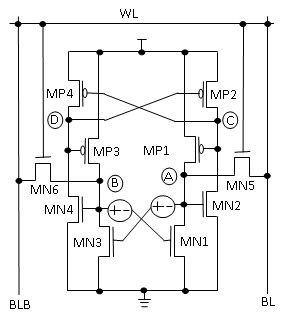 WL
MP4 MP2
D C
MP3 MP1
B A
MN6 MN5
MN4 MN2
+- +-
MN3 MN1
BLB BL